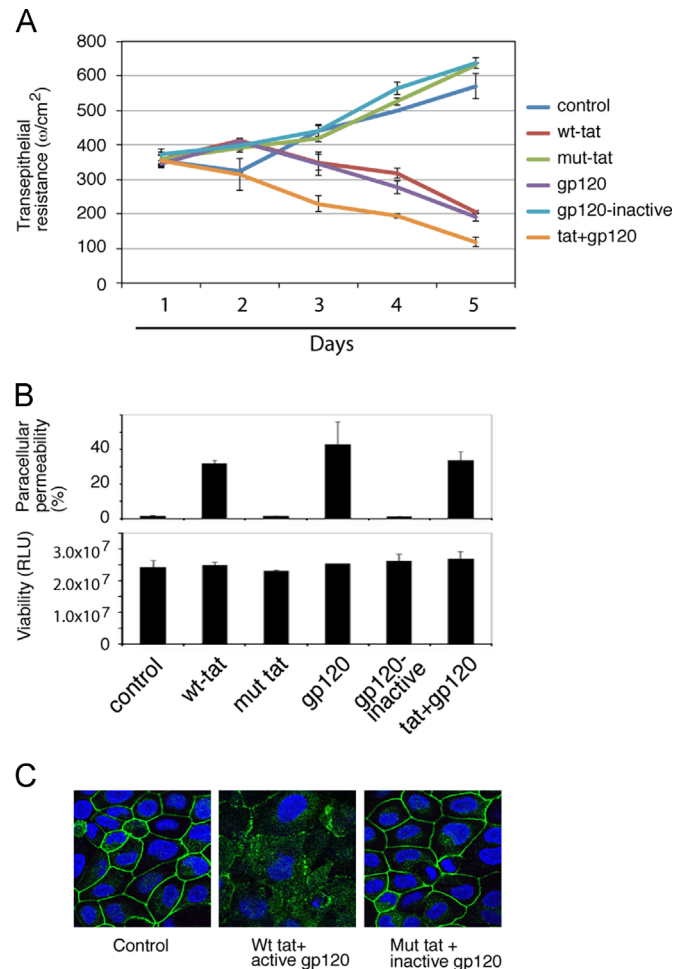 A
Transepithelial
resistance (ω/cm²)
800
600
500
400
300
200
100
0
1 2 3 4 5
Days
control
wt-tat
mut-tat
gp120
gp120-inactive
tat+gp120
B
Paracellular
permeability
(%)
40
20
0
Viability (RLU)
3.0x10⁷
2.0x10⁷
1.0x10⁷
0
control
wt-tat
mut tat
gp120
gp120-
inactive
tat+gp120
C
Control
Wt tat+
active gp120
Mut tat +
inactive gp120